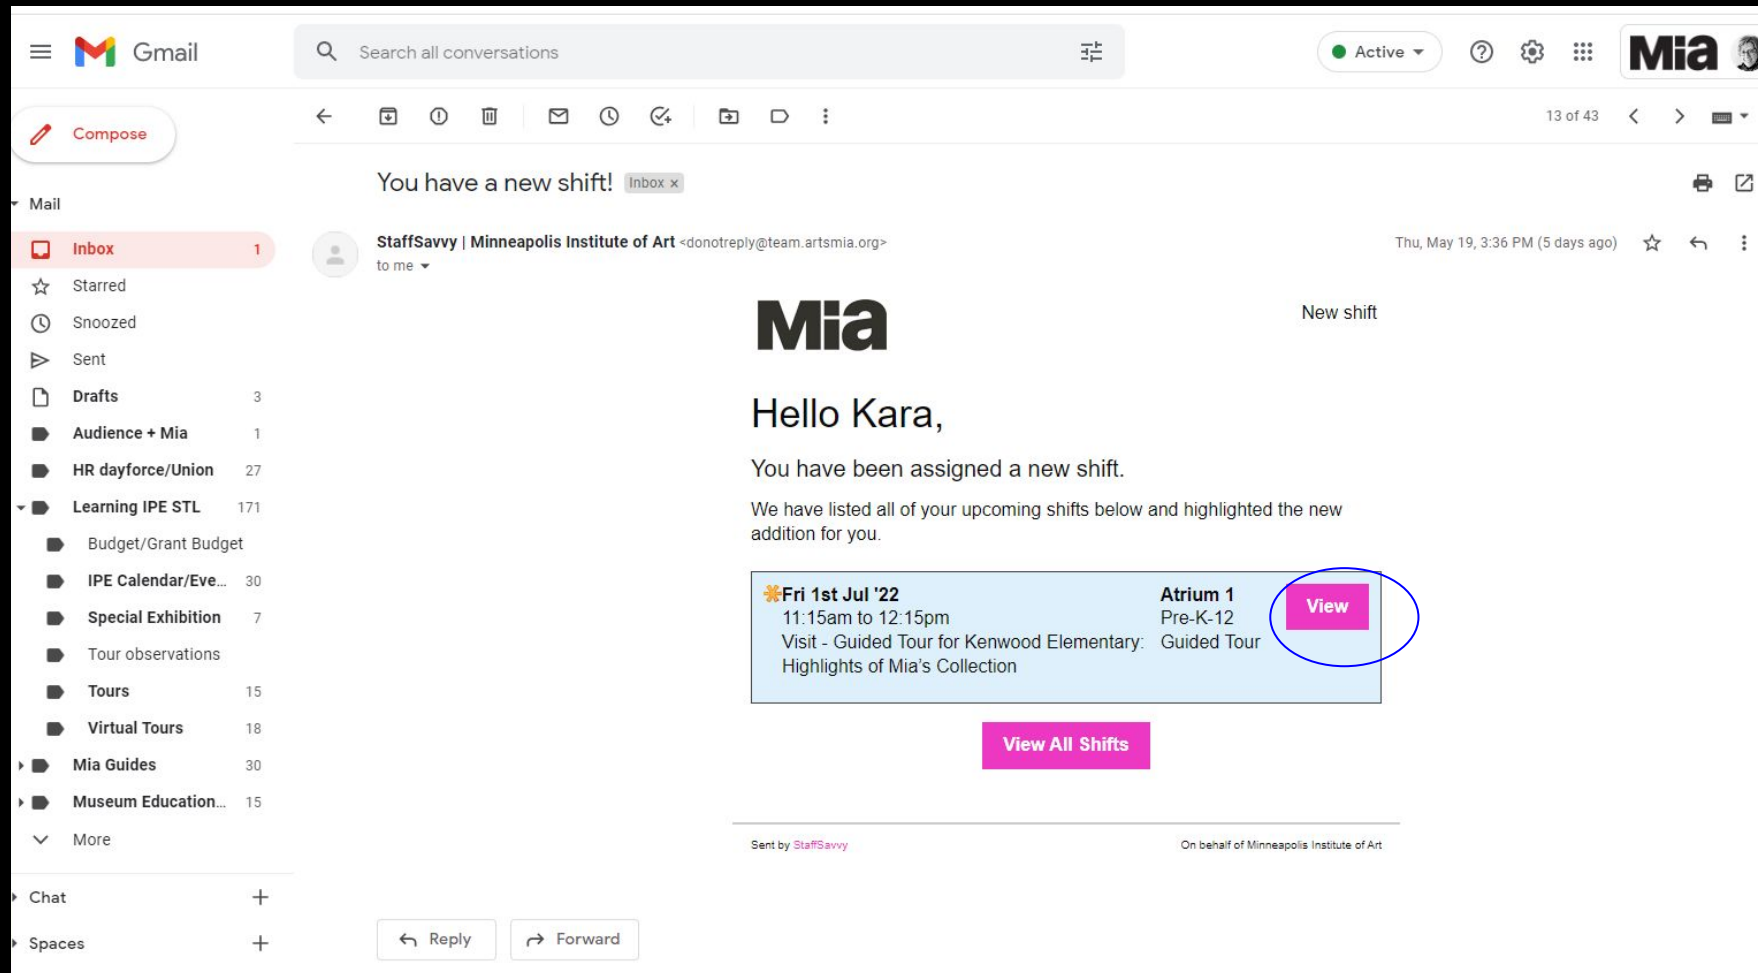 Gmail
Search all conversations
Active
Mia
Compose
13 of 43
Mail
Inbox 1
Starred
Snoozed
Sent
Drafts 3
Audience + Mia 1
HR dayforce/Union 27
Learning IPE STL 171
Budget/Grant Budget
IPE Calendar/Eve... 30
Special Exhibition 7
Tour observations
Tours 15
Virtual Tours 18
Mia Guides 30
Museum Education... 15
More
Chat
Spaces
You have a new shift! Inbox x
StaffSavvy | Minneapolis Institute of Art <donotreply@team.artsmia.org>
Thu, May 19, 3:36 PM (5 days ago)
to me
Mia
New shift
Hello Kara,
You have been assigned a new shift.
We have listed all of your upcoming shifts below and highlighted the new
addition for you.
Fri 1st Jul '22 Atrium 1 View
11:15am to 12:15pm Pre-K-12
Visit - Guided Tour for Kenwood Elementary: Guided Tour
Highlights of Mia's Collection
View All Shifts
Sent by StaffSavvy On behalf of Minneapolis Institute of Art
Reply Forward